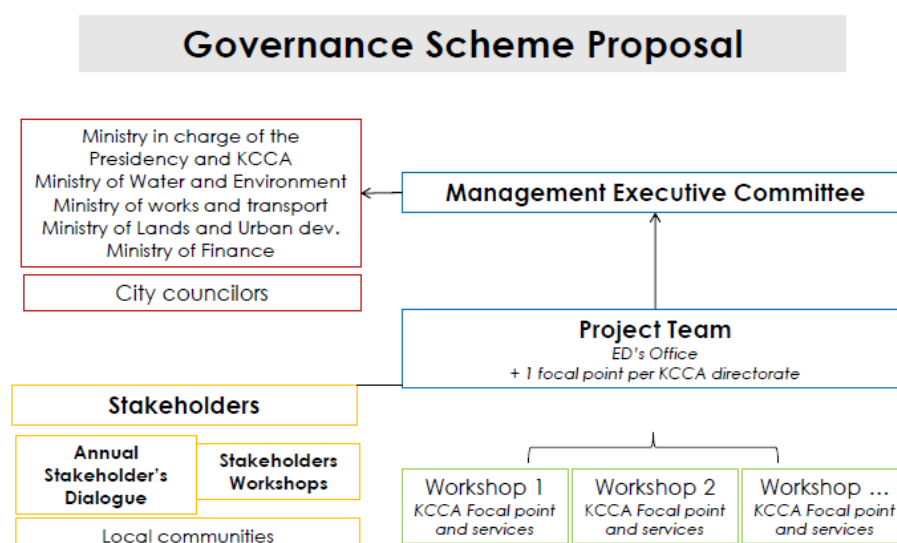 Governance Scheme Proposal
Ministry in charge of the
Presidency and KCCA
Ministry of Water and Environment
Ministry of works and transport
Ministry of Lands and Urban dev.
Ministry of Finance
City councilors
Management Executive Committee
Project Team
ED's Office
+ 1 focal point per KCCA directorate
Stakeholders
Annual
Stakeholder's
Dialogue
Stakeholders
Workshops
Local communities
Workshop 1
KCCA Focal point
and services
Workshop 2
KCCA Focal point
and services
Workshop ...
KCCA Focal point
and services